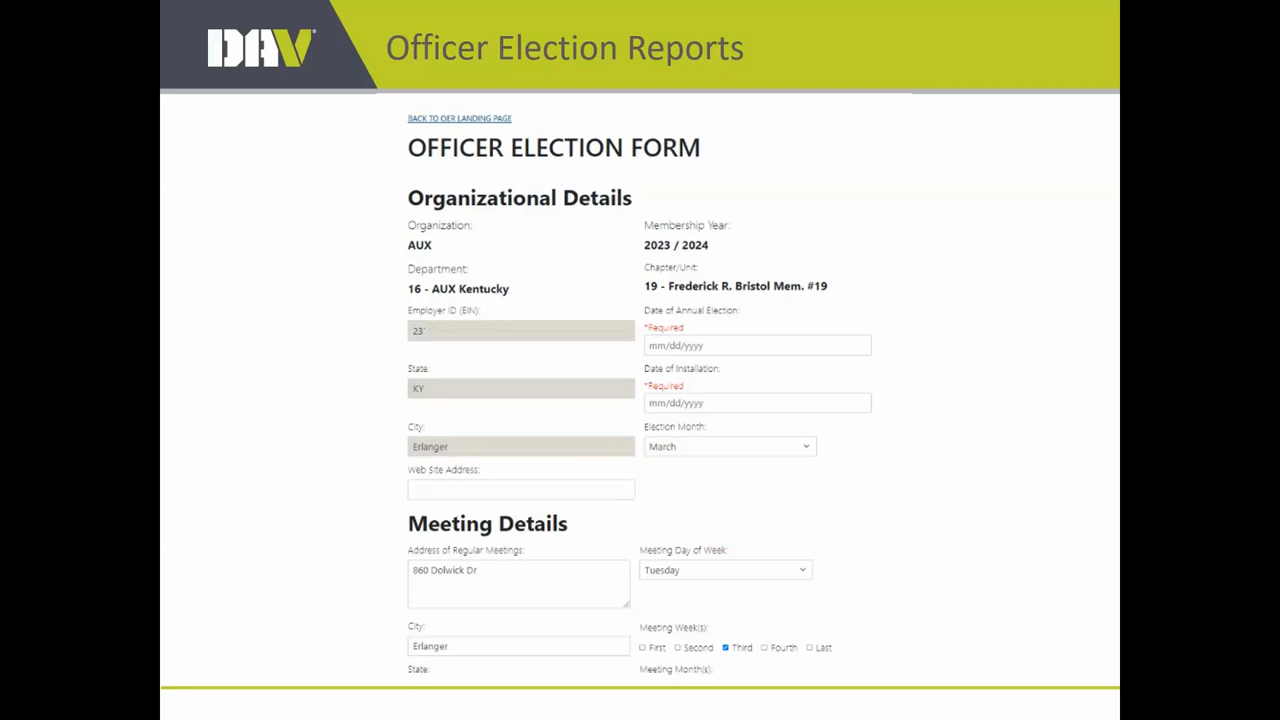 DAV
Officer Election Reports
BACK TO OER LANDING PAGE
OFFICER ELECTION FORM
Organizational Details
Organization:
AUX
Membership Year:
2023 / 2024
Department:
16 - AUX Kentucky
Chapter/Unit:
19 - Frederick R. Bristol Mem. #19
Employer ID (EIN):
23
Date of Annual Election:
*Required
mm/dd/yyyy
State:
KY
Date of Installation:
*Required
mm/dd/yyyy
City:
Erlanger
Election Month:
March
Web Site Address:
Meeting Details
Address of Regular Meetings:
860 Dolwick Dr
Meeting Day of Week:
Tuesday
City:
Erlanger
Meeting Week(s):
First Second Third Fourth Last
State:
Meeting Month(s):